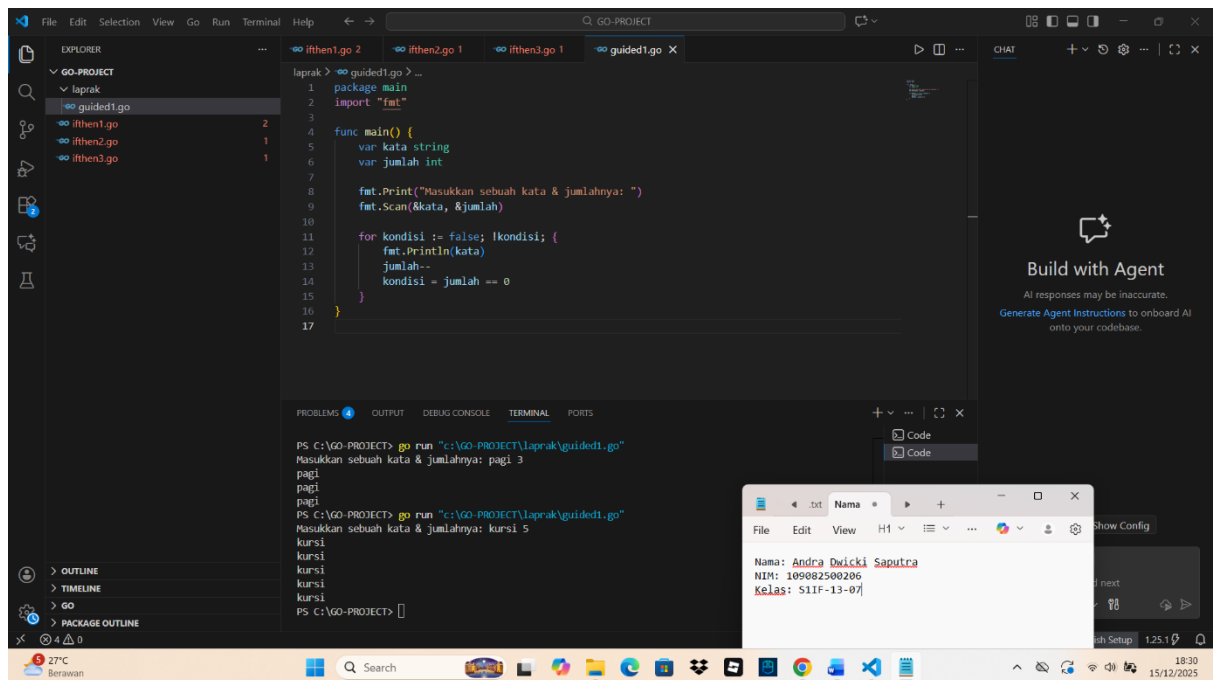 File Edit Selection View Go Run Terminal Help
GO-PROJECT
EXPLORER
GO-PROJECT
laprak
guided1.go
ifthen1.go 2
ifthen2.go 1
ifthen3.go 1
OUTLINE
TIMELINE
GO
PACKAGE OUTLINE
ifthen1.go 2 ifthen2.go 1 ifthen3.go 1 guided1.go
laprak > guided1.go > ...
1 package main
2 import "fmt"
3
4 func main() {
5 var kata string
6 var jumlah int
7
8 fmt.Print("Masukkan sebuah kata & jumlahnya: ")
9 fmt.Scan(&kata, &jumlah)
10
11 for kondisi := false; !kondisi; {
12 fmt.Println(kata)
13 jumlah--
14 kondisi = jumlah == 0
15 }
16 }
17
PROBLEMS 4 OUTPUT DEBUG CONSOLE TERMINAL PORTS
PS C:\GO-PROJECT> go run "c:\GO-PROJECT\laprak\guided1.go"
Masukkan sebuah kata & jumlahnya: pagi 3
pagi
pagi
pagi
PS C:\GO-PROJECT> go run "c:\GO-PROJECT\laprak\guided1.go"
Masukkan sebuah kata & jumlahnya: kursi 5
kursi
kursi
kursi
kursi
kursi
PS C:\GO-PROJECT>
Code
Code
CHAT
Build with Agent
AI responses may be inaccurate.
Generate Agent Instructions to onboard AI
onto your codebase.
Show Config
d next
.txt Nama
File Edit View H1
Nama: Andra Dwicki Saputra
NIM: 109082500206
Kelas: S1IF-13-07
4 0
ish Setup 1.25.1
2
5
27°C
Berawan
Search
18:30
15/12/2025